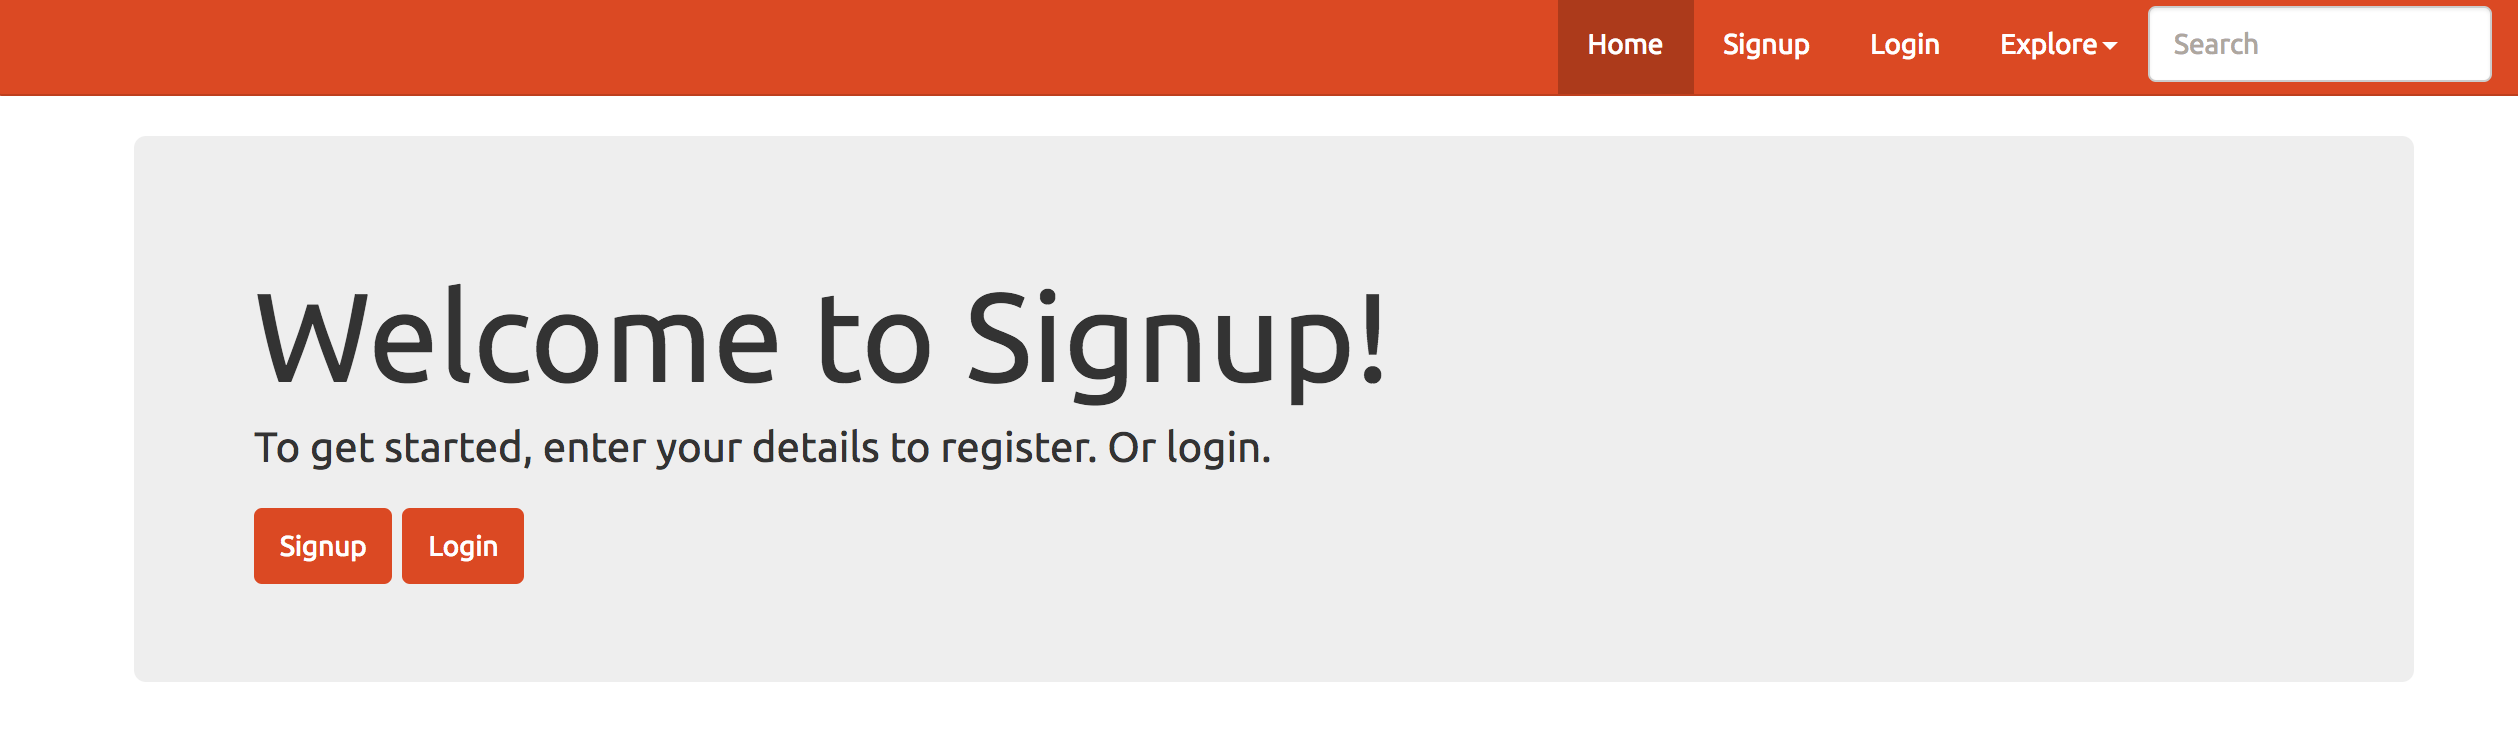 Home Signup Login Explore Search
Welcome to Signup!
To get started, enter your details to register. Or login.
Signup Login